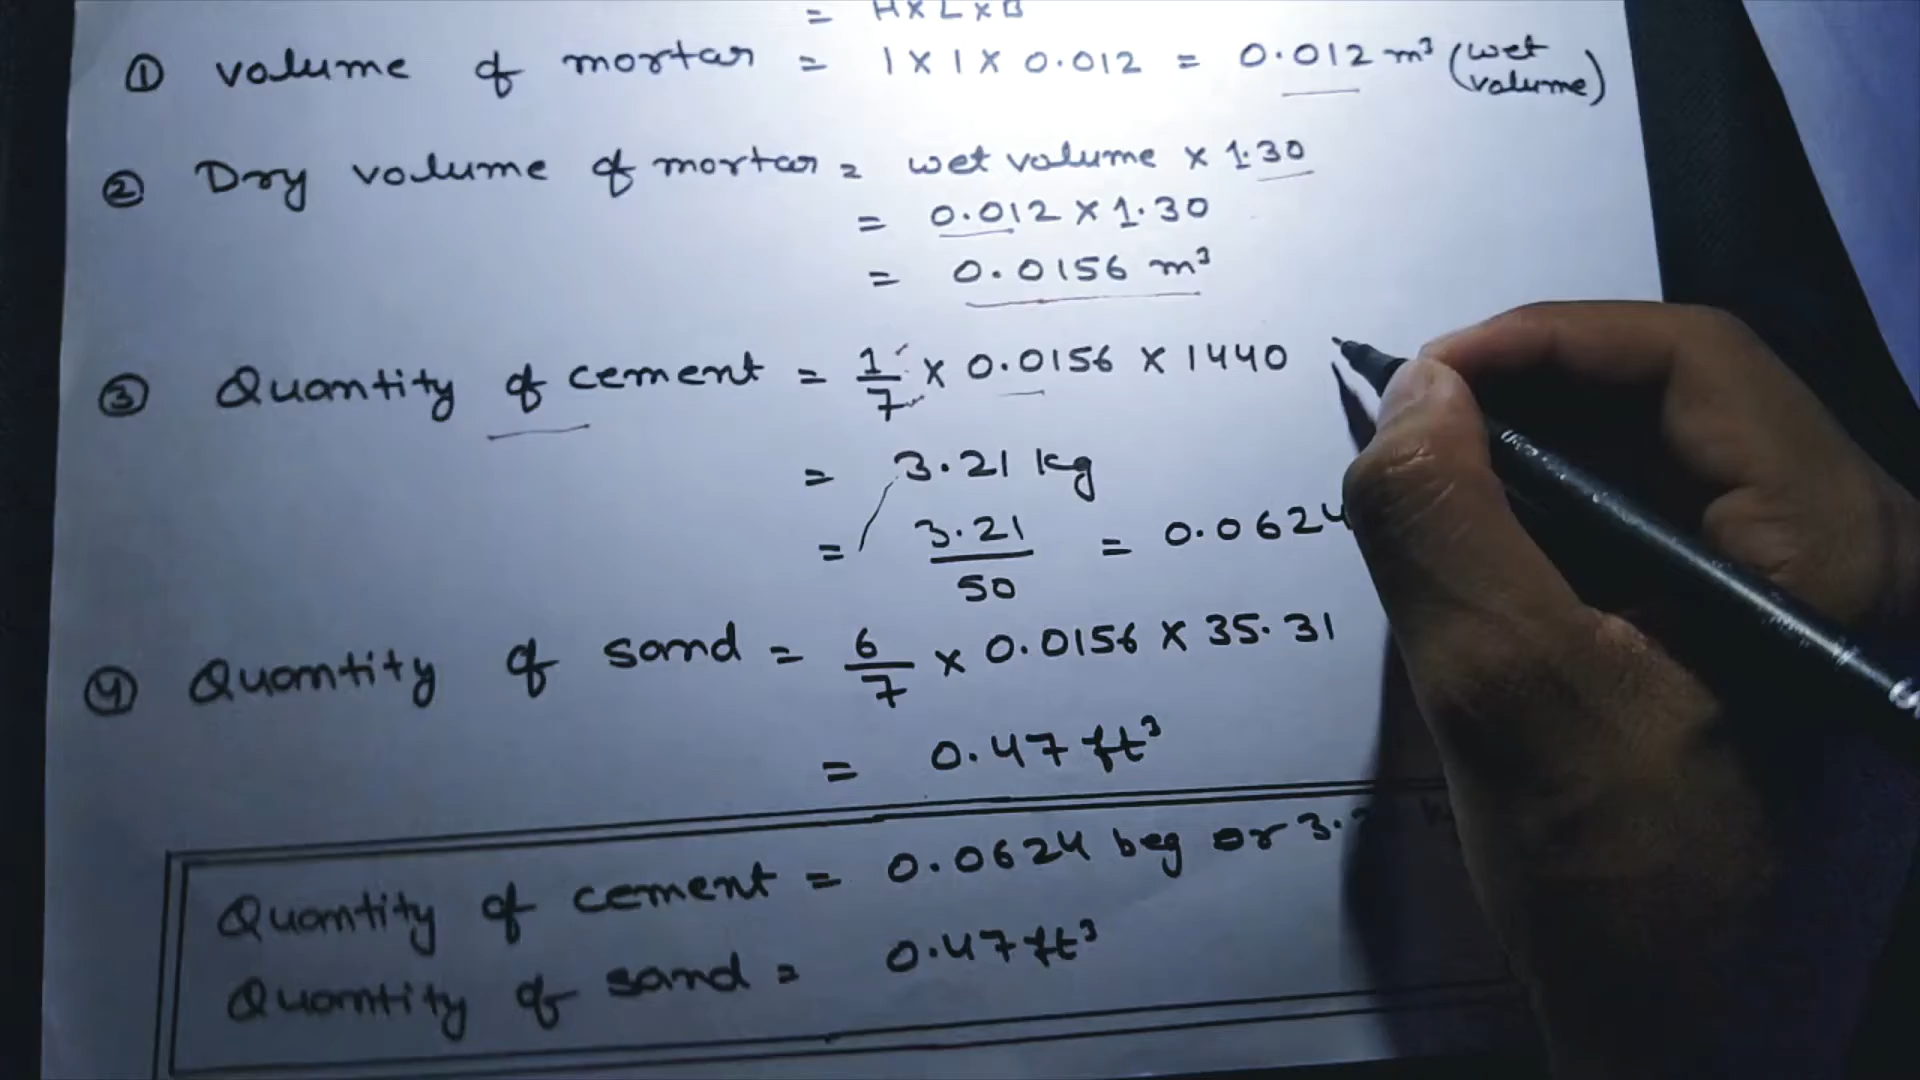 = H x L x B
① volume of mortar = 1 x 1 x 0.012 = 0.012 m³ (wet volume)
② Dry volume of mortar = wet volume x 1.30
= 0.012 x 1.30
= 0.0156 m³
③ Quantity of cement = 1/7 x 0.0156 x 1440
= 3.21 kg
= 3.21/50 = 0.0624
④ Quantity of sand = 6/7 x 0.0156 x 35.31
= 0.47 ft³
Quantity of cement = 0.0624 beg or 3.
Quantity of sand = 0.47 ft³